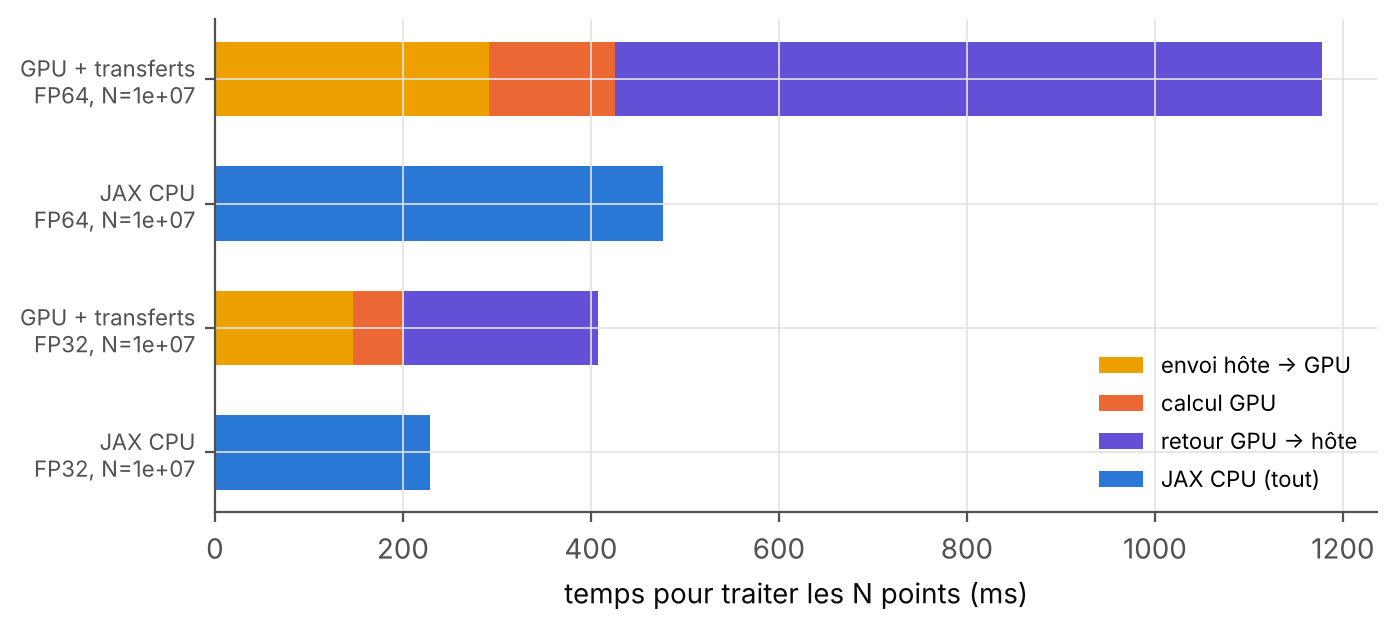 GPU + transferts
FP64, N=1e+07
JAX CPU
FP64, N=1e+07
GPU + transferts
FP32, N=1e+07
JAX CPU
FP32, N=1e+07
envoi hôte → GPU
calcul GPU
retour GPU → hôte
JAX CPU (tout)
0 200 400 600 800 1000 1200
temps pour traiter les N points (ms)